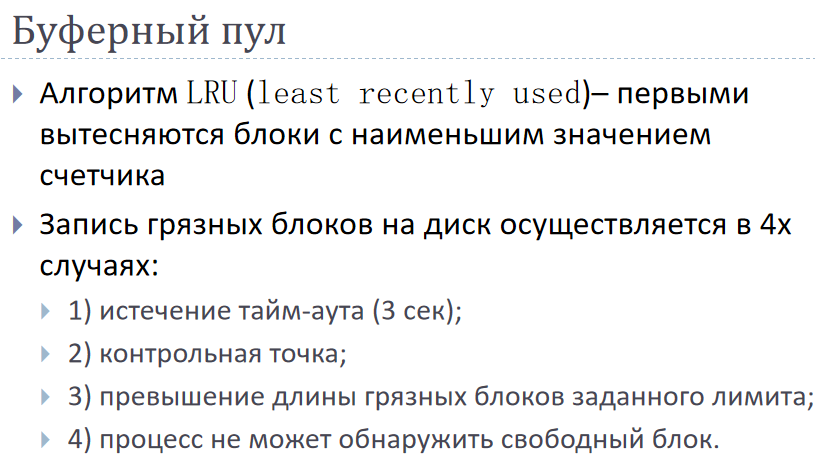 Буферный пул
Алгоритм LRU (least recently used)– первыми
вытесняются блоки с наименьшим значением
счетчика
Запись грязных блоков на диск осуществляется в 4х
случаях:
1) истечение тайм-аута (3 сек);
2) контрольная точка;
3) превышение длины грязных блоков заданного лимита;
4) процесс не может обнаружить свободный блок.